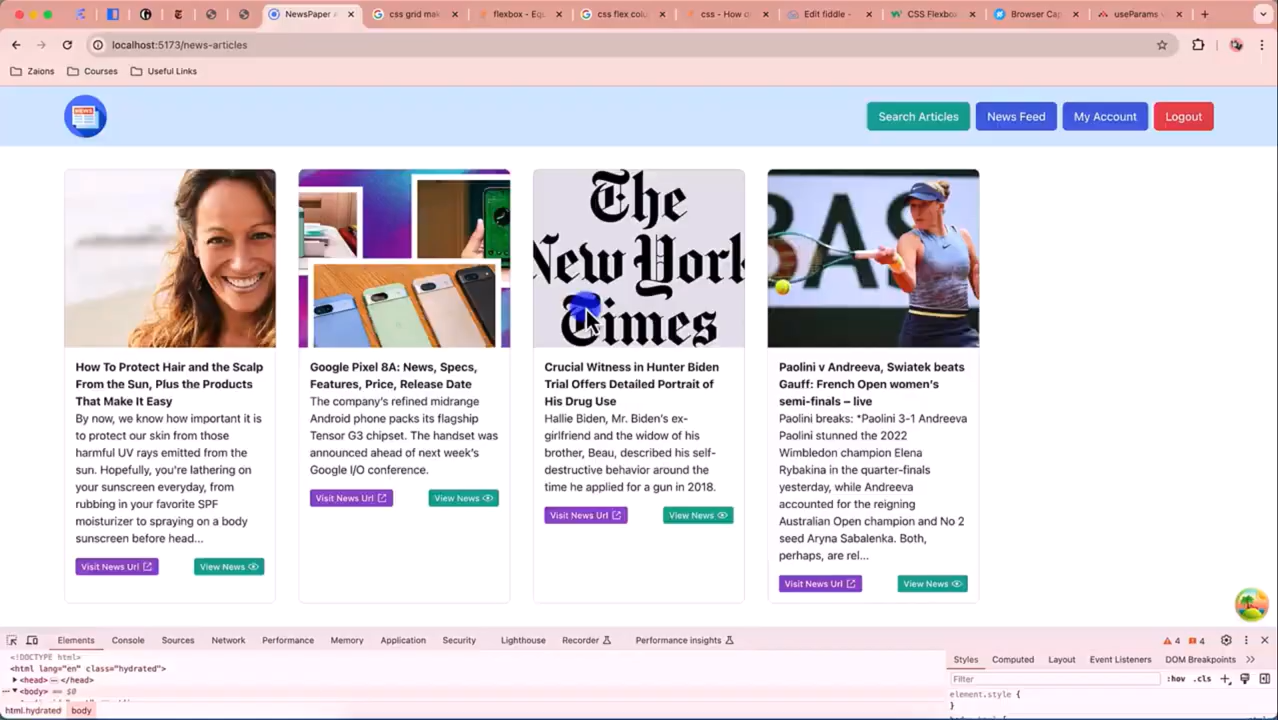 NewsPaper A
css grid mak
flexbox - Equ
css flex colu
css - How d
Edit fiddle -
CSS Flexbox
Browser Cap
useParams
localhost:5173/news-articles
Zaions
Courses
Useful Links
NEWS
Search Articles
News Feed
My Account
Logout
BAS
The
New York
Times
How To Protect Hair and the Scalp
From the Sun, Plus the Products
That Make It Easy
By now, we know how important it is
to protect our skin from those
harmful UV rays emitted from the
sun. Hopefully, you're lathering on
your sunscreen everyday, from
rubbing in your favorite SPF
moisturizer to spraying on a body
sunscreen before head...
Visit News Url
View News
Google Pixel 8A: News, Specs,
Features, Price, Release Date
The company's refined midrange
Android phone packs its flagship
Tensor G3 chipset. The handset was
announced ahead of next week's
Google I/O conference.
Visit News Url
View News
Crucial Witness in Hunter Biden
Trial Offers Detailed Portrait of
His Drug Use
Hallie Biden, Mr. Biden's ex-
girlfriend and the widow of his
brother, Beau, described his self-
destructive behavior around the
time he applied for a gun in 2018.
Visit News Url
View News
Paolini v Andreeva, Swiatek beats
Gauff: French Open women's
semi-finals – live
Paolini breaks: *Paolini 3-1 Andreeva
Paolini stunned the 2022
Wimbledon champion Elena
Rybakina in the quarter-finals
yesterday, while Andreeva
accounted for the reigning
Australian Open champion and No 2
seed Aryna Sabalenka. Both,
perhaps, are rel...
Visit News Url
View News
Elements
Console
Sources
Network
Performance
Memory
Application
Security
Lighthouse
Recorder
Performance insights
4
4
<!DOCTYPE html>
<html lang="en" class="hydrated">
<head> … </head>
<body> == $0
html.hydrated
body
Styles
Computed
Layout
Event Listeners
DOM Breakpoints
Filter
:hov
.cls
element.style {
}